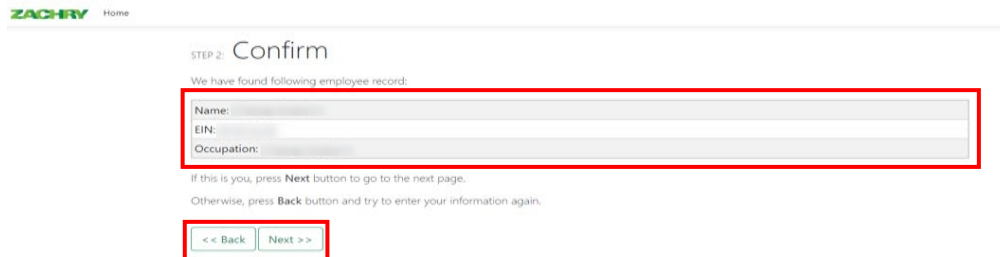 ZACHRY Home
STEP 2: Confirm
We have found following employee record:
Name:
EIN:
Occupation:
If this is you, press Next button to go to the next page.
Otherwise, press Back button and try to enter your information again.
<< Back Next >>